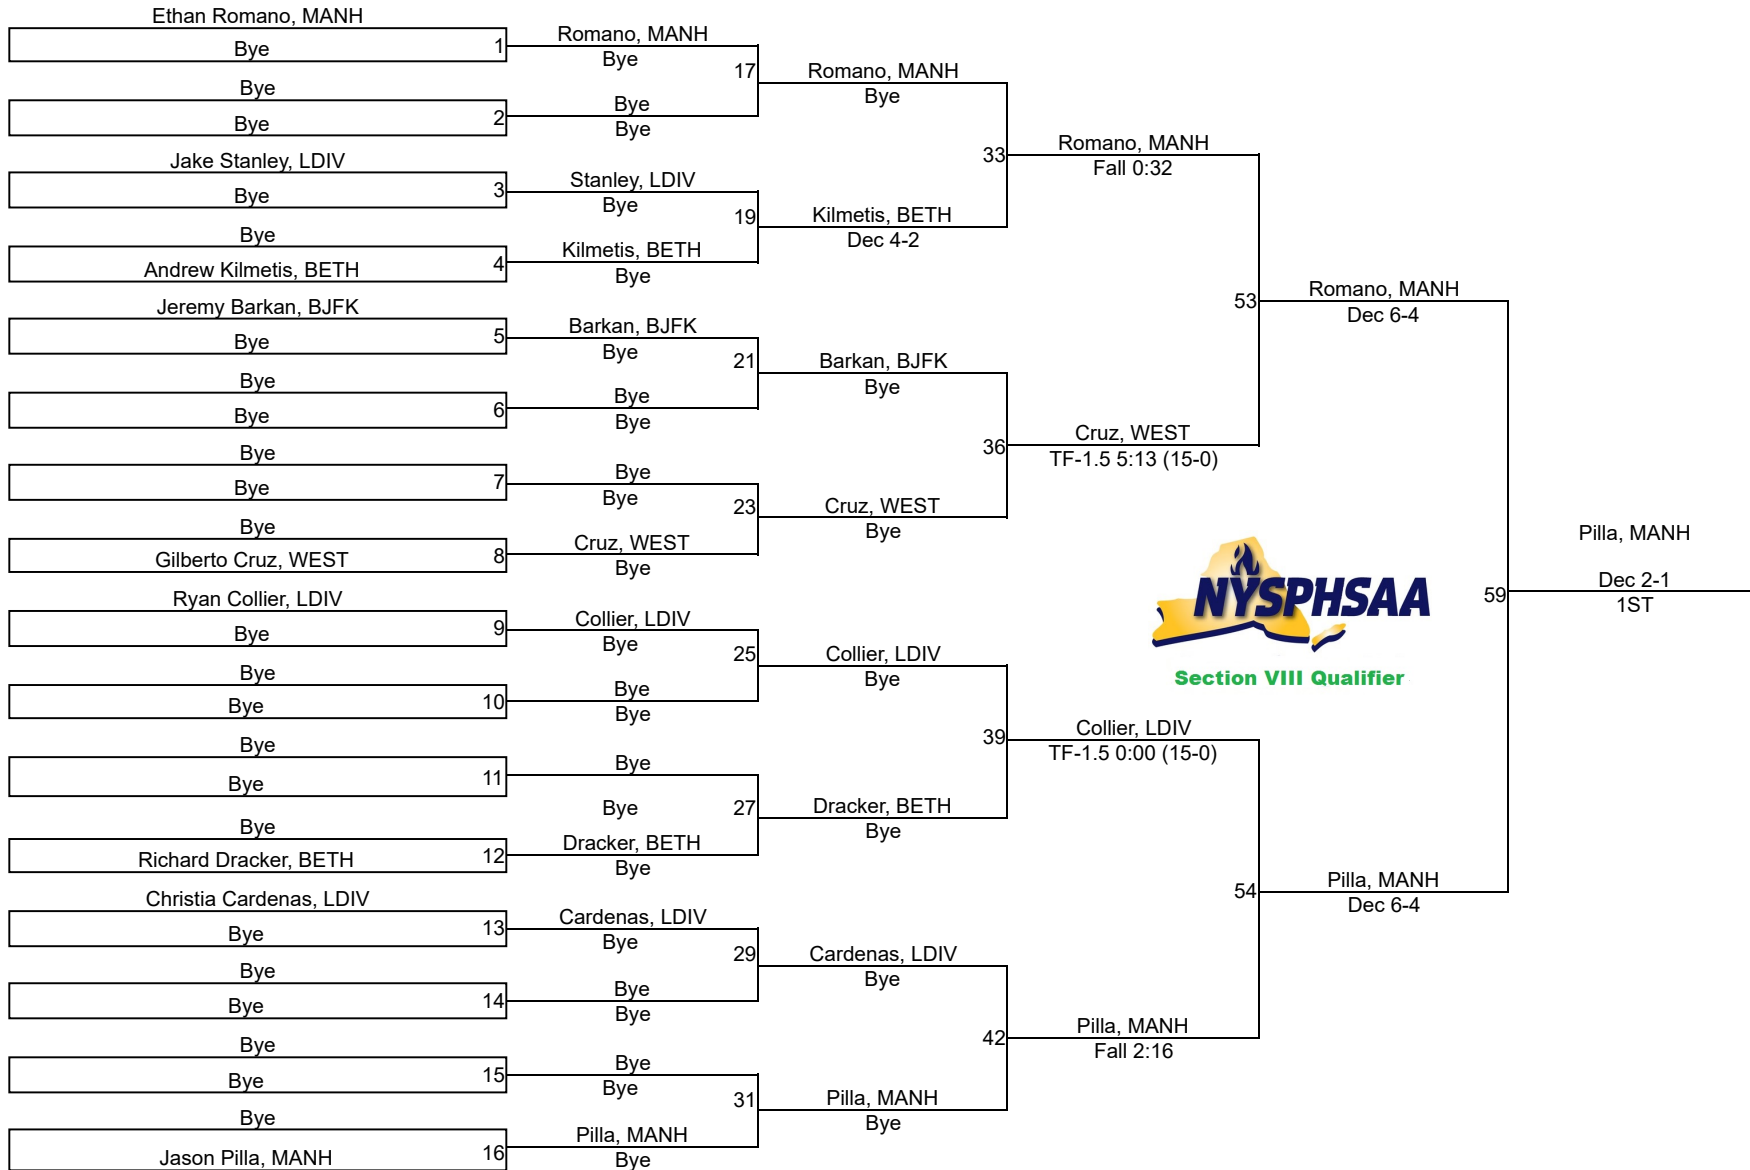 Ethan Romano, MANH
Bye
1
Bye
Bye
2
Jake Stanley, LDIV
Bye
3
Bye
Andrew Kilmetis, BETH
4
Jeremy Barkan, BJFK
Bye
5
Bye
Bye
6
Bye
Bye
7
Bye
Gilberto Cruz, WEST
8
Ryan Collier, LDIV
Bye
9
Bye
Bye
10
Bye
Bye
11
Bye
Richard Dracker, BETH
12
Christia Cardenas, LDIV
Bye
13
Bye
Bye
14
Bye
Bye
15
Bye
Jason Pilla, MANH
16
Romano, MANH
Bye
17
Bye
Bye
Stanley, LDIV
Bye
19
Kilmetis, BETH
Bye
Barkan, BJFK
Bye
21
Bye
Bye
Bye
Bye
23
Cruz, WEST
Bye
Collier, LDIV
Bye
25
Bye
Bye
Bye
Bye
27
Dracker, BETH
Bye
Cardenas, LDIV
Bye
29
Bye
Bye
Bye
Bye
31
Pilla, MANH
Bye
Romano, MANH
Bye
33
Kilmetis, BETH
Dec 4-2
Barkan, BJFK
Bye
36
Cruz, WEST
Bye
Collier, LDIV
Bye
39
Dracker, BETH
Bye
Cardenas, LDIV
Bye
42
Pilla, MANH
Bye
Romano, MANH
Fall 0:32
53
Cruz, WEST
TF-1.5 5:13 (15-0)
Collier, LDIV
TF-1.5 0:00 (15-0)
54
Pilla, MANH
Fall 2:16
Romano, MANH
Dec 6-4
59
Pilla, MANH
Dec 6-4
Pilla, MANH
Dec 2-1
1ST
NYSPHSAA
Section VIII Qualifier